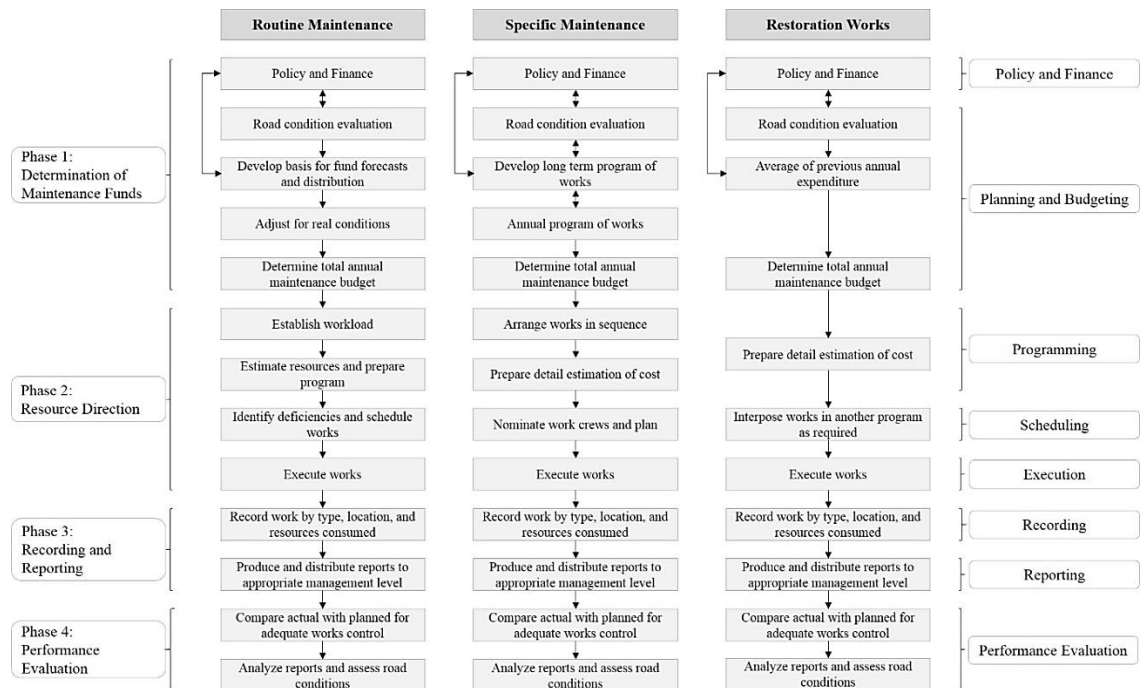 Routine Maintenance
Specific Maintenance
Restoration Works
Policy and Finance
Policy and Finance
Policy and Finance
Policy and Finance
Road condition evaluation
Road condition evaluation
Road condition evaluation
Phase 1:
Determination of
Maintenance Funds
Develop basis for fund forecasts
and distribution
Develop long term program of
works
Average of previous annual
expenditure
Planning and Budgeting
Adjust for real conditions
Annual program of works
Determine total annual
maintenance budget
Determine total annual
maintenance budget
Determine total annual
maintenance budget
Establish workload
Arrange works in sequence
Prepare detail estimation of cost
Programming
Estimate resources and prepare
program
Prepare detail estimation of cost
Phase 2:
Resource Direction
Identify deficiencies and schedule
works
Nominate work crews and plan
Interpose works in another program
as required
Scheduling
Execute works
Execute works
Execute works
Execution
Phase 3:
Recording and
Reporting
Record work by type, location, and
resources consumed
Record work by type, location, and
resources consumed
Record work by type, location, and
resources consumed
Recording
Produce and distribute reports to
appropriate management level
Produce and distribute reports to
appropriate management level
Produce and distribute reports to
appropriate management level
Reporting
Phase 4:
Performance
Evaluation
Compare actual with planned for
adequate works control
Compare actual with planned for
adequate works control
Compare actual with planned for
adequate works control
Performance Evaluation
Analyze reports and assess road
conditions
Analyze reports and assess road
conditions
Analyze reports and assess road
conditions